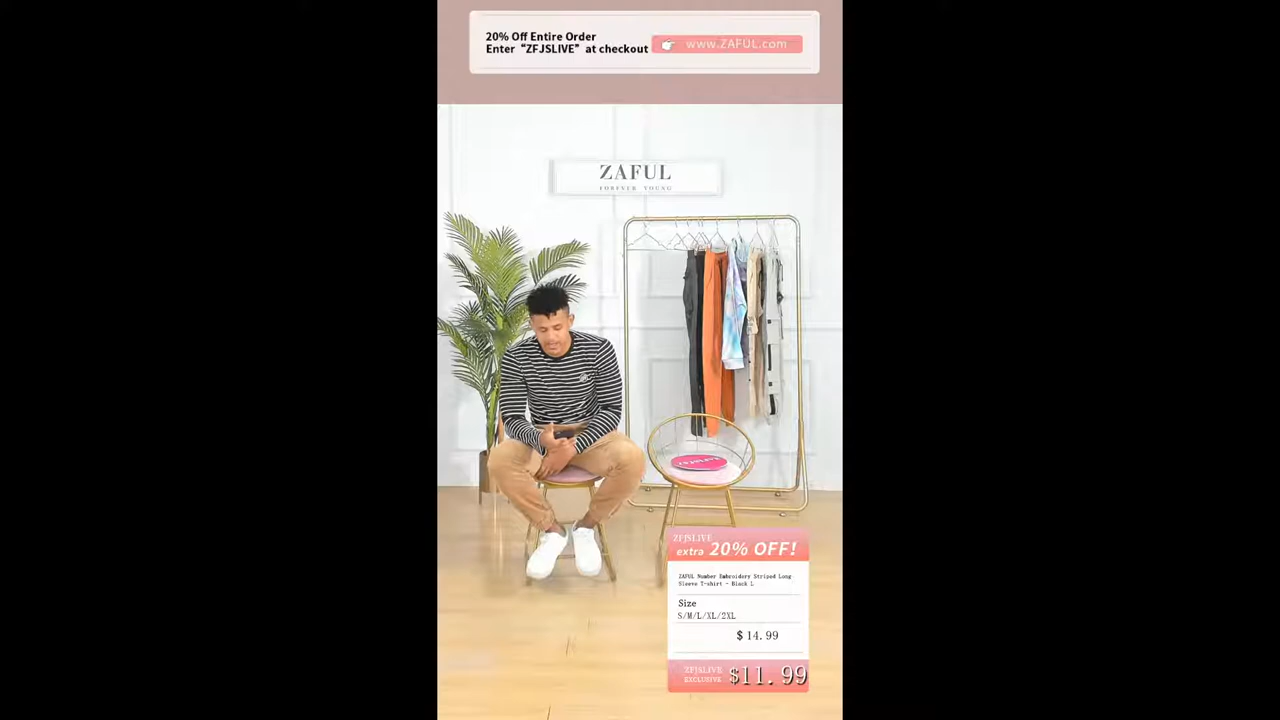 20% Off Entire Order
Enter “ZFJSLIVE” at checkout
www.ZAFUL.com
ZAFUL
FOREVER YOUNG
ZFJSLIVE
extra 20% OFF!
ZAFUL Number Embroidery Striped Long
Sleeve T-shirt - Black L
Size
S/M/L/XL/2XL
$14.99
ZFJSLIVE
EXCLUSIVE
$11.99